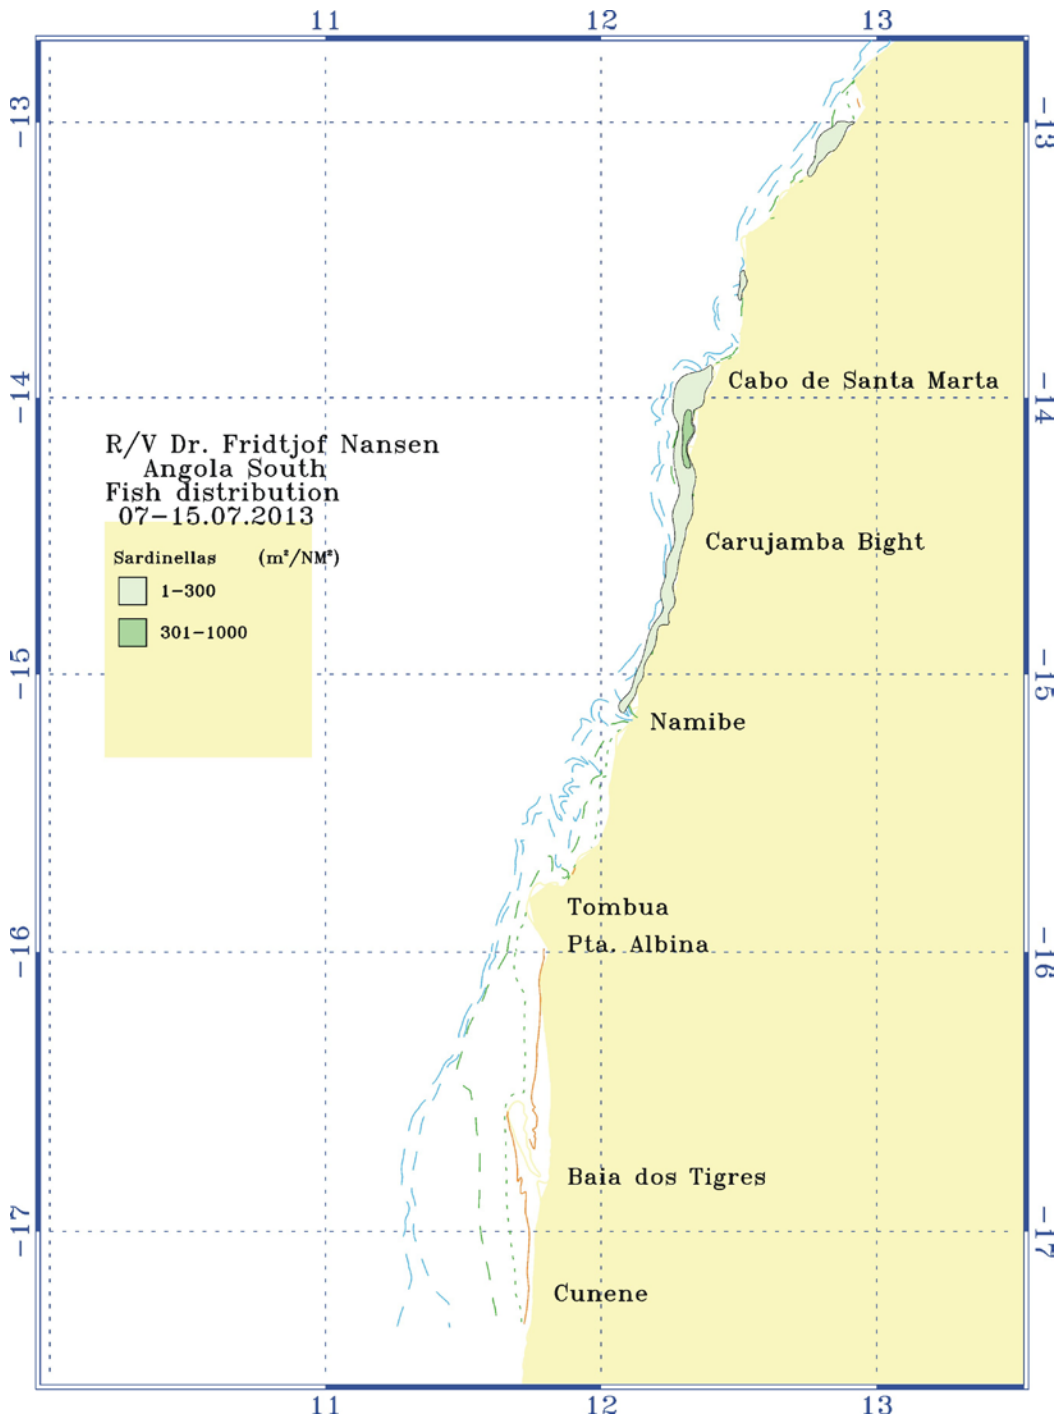 11 12 13
-13 -13
Cabo de Santa Marta
-14 -14
R/V Dr. Fridtjof Nansen
Angola South
Fish distribution
07-15.07.2013
Sardinellas (m²/NM²)
1-300
301-1000
Carujamba Bight
-15 -15
Namibe
Tombua
Pta. Albina
-16 -16
Baia dos Tigres
-17 -17
Cunene
11 12 13